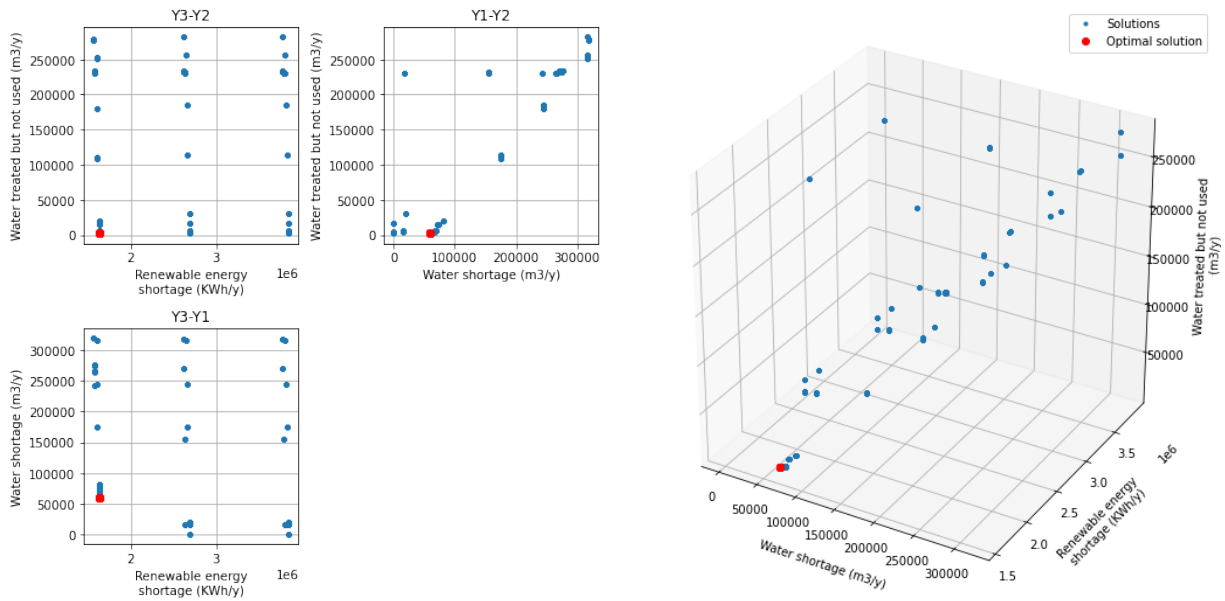 Y3-Y2
Water treated but not used (m3/y)
250000
200000
150000
100000
50000
0
2
3
1e6
Renewable energy
shortage (KWh/y)
Y1-Y2
Water treated but not used (m3/y)
250000
200000
150000
100000
50000
0
0
100000
200000
300000
Water shortage (m3/y)
Y3-Y1
Water shortage (m3/y)
300000
250000
200000
150000
100000
50000
0
2
3
1e6
Renewable energy
shortage (KWh/y)
Solutions
Optimal solution
250000
200000
150000
100000
50000
Water treated but not used
(m3/y)
0
50000
100000
150000
200000
250000
300000
Water shortage (m3/y)
1.5
2.0
2.5
3.0
3.5
1e6
Renewable energy
shortage (KWh/y)